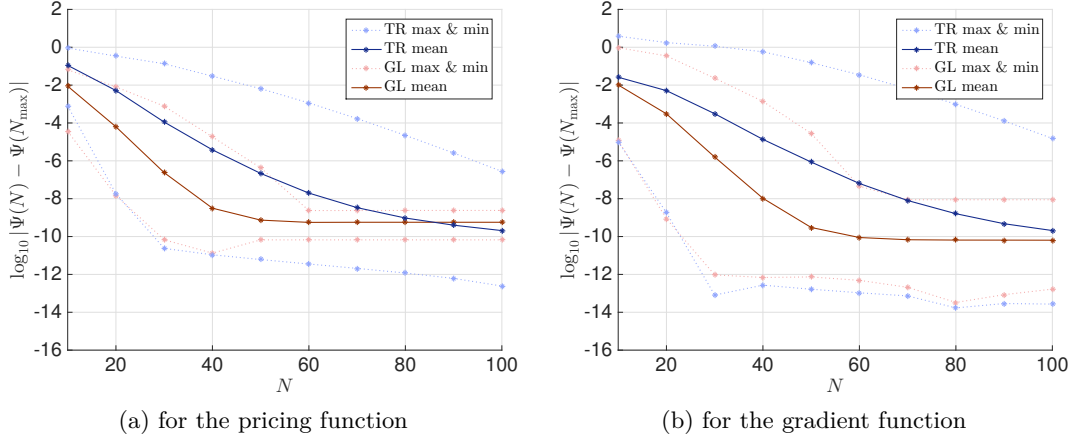 2
0
-2
-4
-6
-8
-10
-12
-14
-16
20
40
60
80
100
N
log₁₀ |Ψ(N) − Ψ(N_max)|
TR max & min
TR mean
GL max & min
GL mean
(a) for the pricing function
2
0
-2
-4
-6
-8
-10
-12
-14
-16
20
40
60
80
100
N
log₁₀ |Ψ(N) − Ψ(N_max)|
TR max & min
TR mean
GL max & min
GL mean
(b) for the gradient function